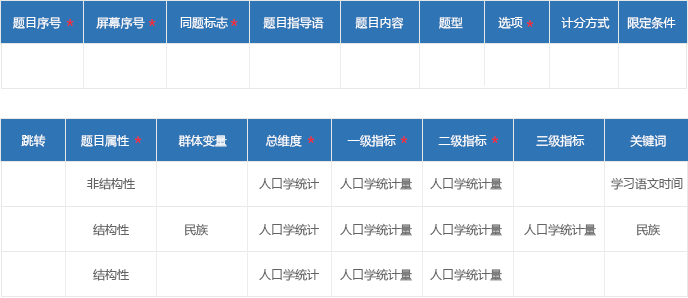 题目序号 * 屏幕序号 * 同题标志 * 题目指导语 题目内容 题型 选项 * 计分方式 限定条件
跳转 题目属性 * 群体变量 总维度 * 一级指标 * 二级指标 * 三级指标 关键词
非结构性 人口学统计 人口学统计量 人口学统计量 学习语文时间
结构性 民族 人口学统计 人口学统计量 人口学统计量 人口学统计量 民族
结构性 人口学统计 人口学统计量 人口学统计量